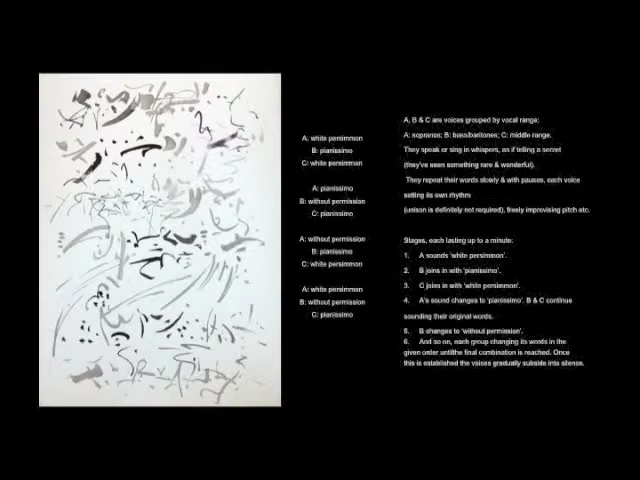 A: white persimmon
B: pianissimo
C: white persimmon
A: pianissimo
B: without permission
C: pianissimo
A: without permission
B: pianissimo
C: white persimmon
A: white persimmon
B: without permission
C: pianissimo
A, B & C are voices grouped by vocal range:
A: sopranos; B: bass/baritones; C: middle range.
They speak or sing in whispers, as if telling a secret
(they've seen something rare & wonderful).
They repeat their words slowly & with pauses, each voice
setting its own rhythm
(unison is definitely not required), freely improvising pitch etc.
Stages, each lasting up to a minute:
1. A sounds 'white persimmon'.
2. B joins in with 'pianissimo'.
3. C joins in with 'white persimmon'.
4. A's sound changes to 'pianissimo'. B & C continue
sounding their original words.
5. B changes to 'without permission'.
6. And so on, each group changing its words in the
given order untilthe final combination is reached. Once
this is established the voices gradually subside into silence.